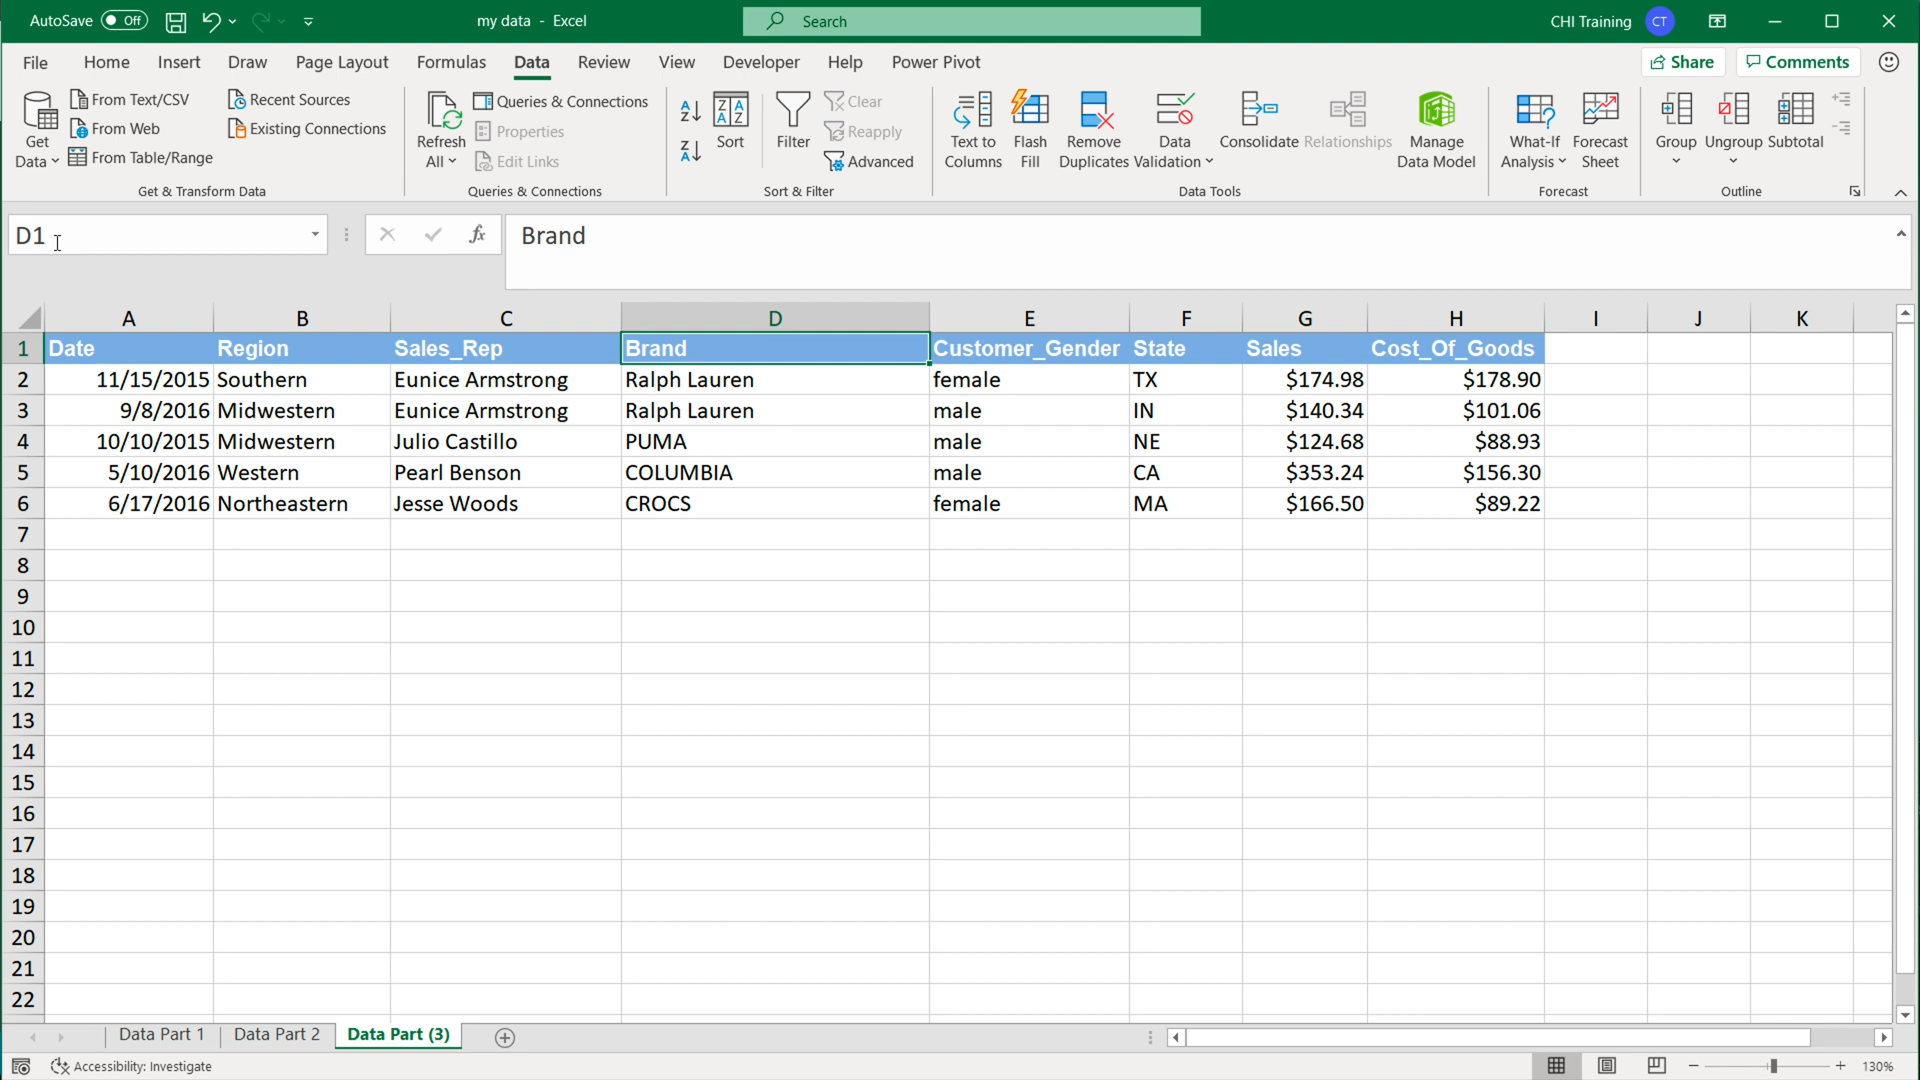 AutoSave Off my data - Excel Search CHI Training CT
File Home Insert Draw Page Layout Formulas Data Review View Developer Help Power Pivot Share Comments
Get Data From Text/CSV Recent Sources
From Web Existing Connections
From Table/Range
Get & Transform Data
Refresh All Queries & Connections
Properties
Edit Links
Queries & Connections
A Z Z A Sort Filter Clear
Reapply
Advanced
Sort & Filter
Text to Columns Flash Fill Remove Duplicates Data Validation Consolidate Relationships Manage Data Model
Data Tools
What-If Analysis Forecast Sheet
Forecast
Group Ungroup Subtotal
Outline
D1 fx Brand
A B C D E F G H I J K
1 Date Region Sales_Rep Brand Customer_Gender State Sales Cost_Of_Goods
2 11/15/2015 Southern Eunice Armstrong Ralph Lauren female TX $174.98 $178.90
3 9/8/2016 Midwestern Eunice Armstrong Ralph Lauren male IN $140.34 $101.06
4 10/10/2015 Midwestern Julio Castillo PUMA male NE $124.68 $88.93
5 5/10/2016 Western Pearl Benson COLUMBIA male CA $353.24 $156.30
6 6/17/2016 Northeastern Jesse Woods CROCS female MA $166.50 $89.22
7
8
9
10
11
12
13
14
15
16
17
18
19
20
21
22
Data Part 1 Data Part 2 Data Part (3)
Accessibility: Investigate 130%